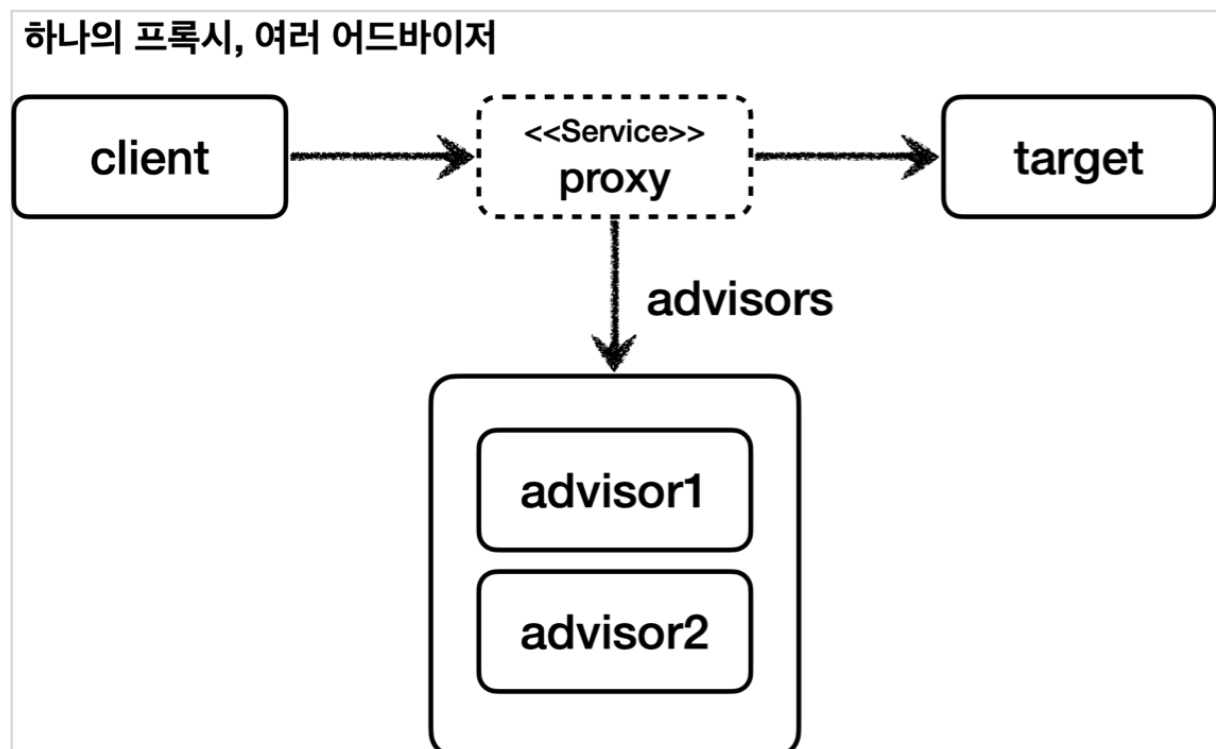 하나의 프록시, 여러 어드바이저
client
<<Service>>
proxy
target
advisors
advisor1
advisor2